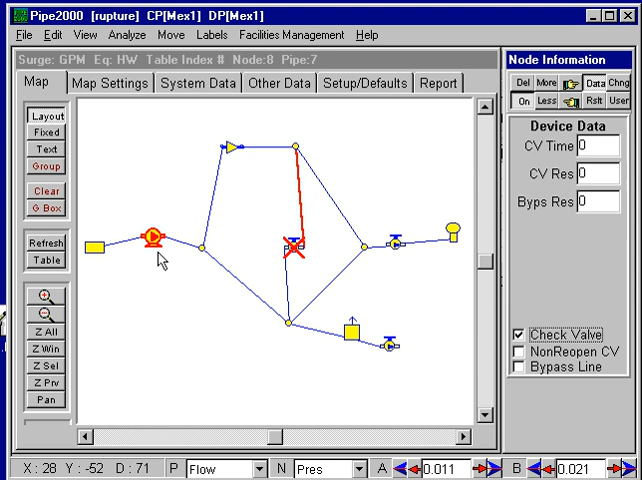 Pipe2000 [rupture] CP[Mex1] DP[Mex1]
File Edit View Analyze Move Labels Facilities Management Help
Surge: GPM Eq: HW Table Index # Node:8 Pipe:7
Map Map Settings System Data Other Data Setup/Defaults Report
Layout
Fixed
Text
Group
Clear
G Box
Refresh
Table
Z All
Z Win
Z Sel
Z Prv
Pan
Node Information
Del More Data Chng
On Less Rslt User
Device Data
CV Time 0
CV Res 0
Byps Res 0
Check Valve
NonReopen CV
Bypass Line
X : 28 Y : -52 D : 71 P Flow N Pres A 0.011 B 0.021